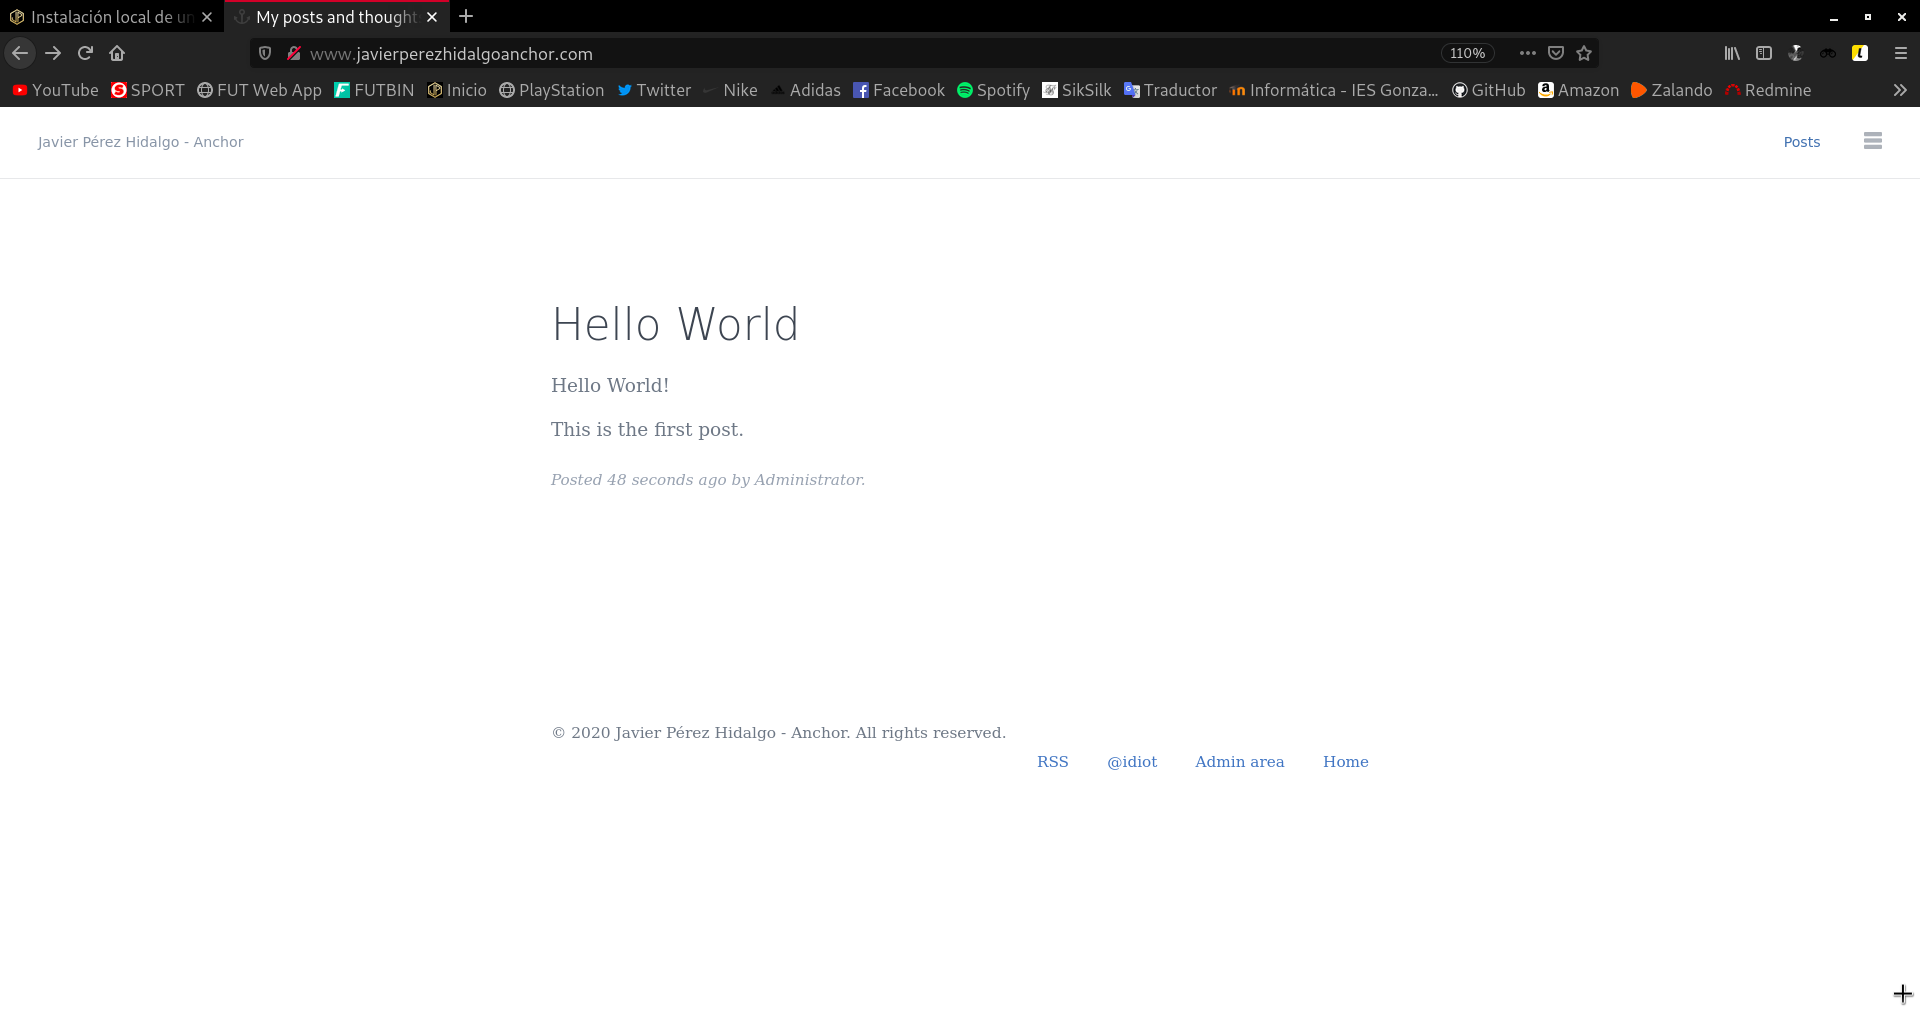 Instalación local de un
My posts and thought
www.javierperezhidalgoanchor.com
110%
YouTube SPORT FUT Web App FUTBIN Inicio PlayStation Twitter Nike Adidas Facebook Spotify SikSilk Traductor Informática - IES Gonza... GitHub Amazon Zalando Redmine
Javier Pérez Hidalgo - Anchor
Posts
Hello World
Hello World!
This is the first post.
Posted 48 seconds ago by Administrator.
© 2020 Javier Pérez Hidalgo - Anchor. All rights reserved.
RSS @idiot Admin area Home